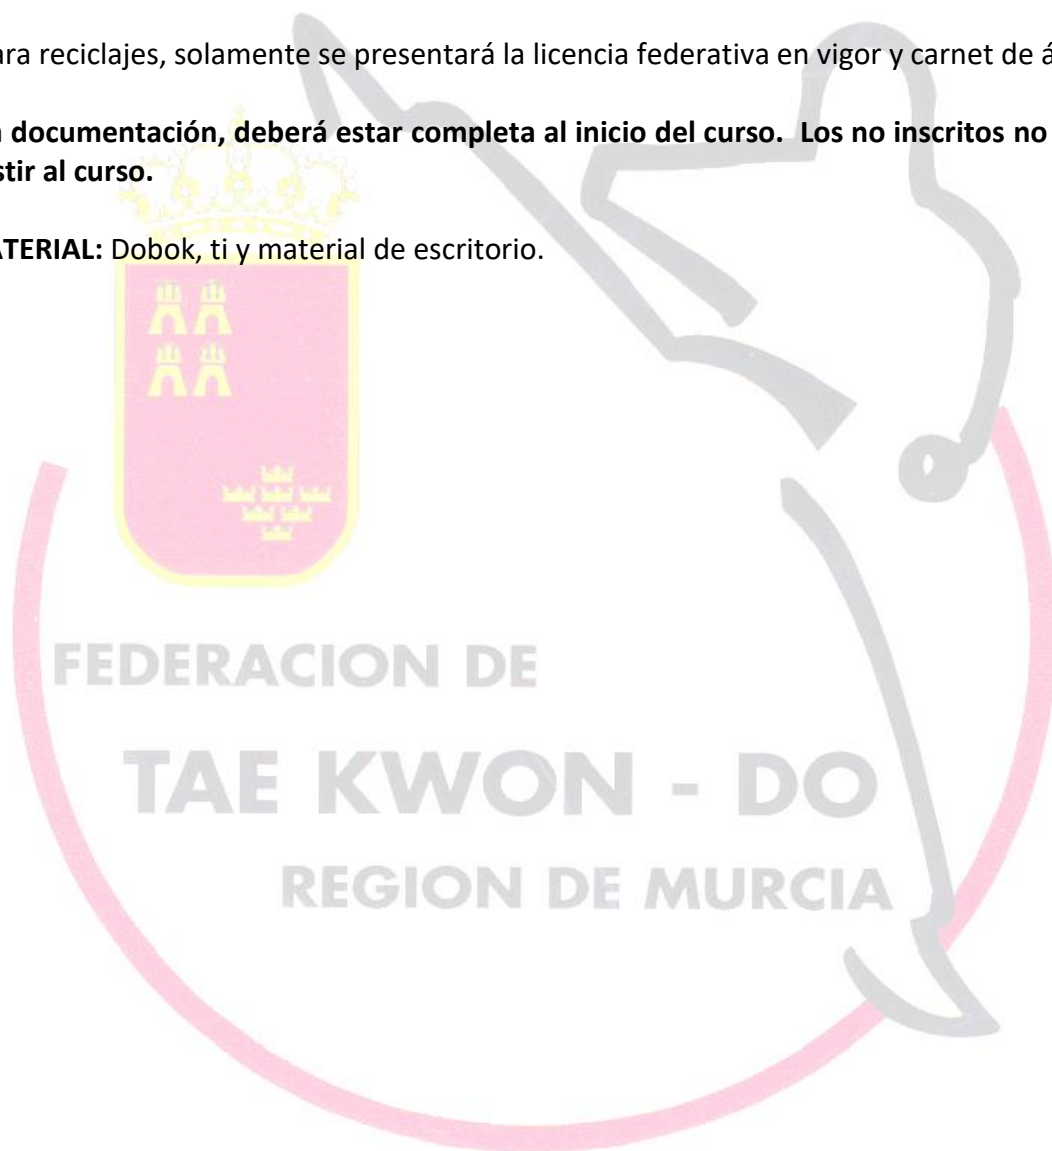 ara reciclajes, solamente se presentará la licencia federativa en vigor y carnet de á
a documentación, deberá estar completa al inicio del curso. Los no inscritos no
stir al curso.
ATERIAL: Dobok, ti y material de escritorio.
FEDERACION DE
TAE KWON - DO
REGION DE MURCIA